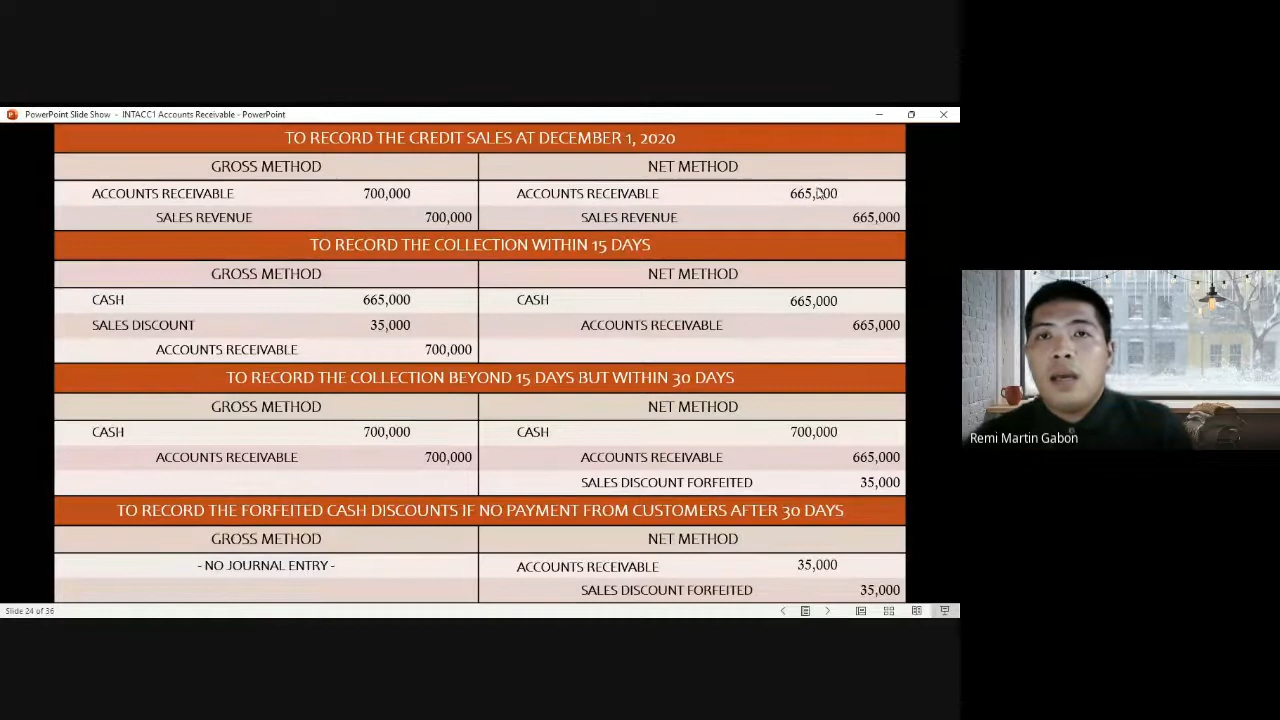 PowerPoint Slide Show - INTACC1 Accounts Receivable - PowerPoint
TO RECORD THE CREDIT SALES AT DECEMBER 1, 2020
GROSS METHOD NET METHOD
ACCOUNTS RECEIVABLE 700,000 ACCOUNTS RECEIVABLE 665,000
SALES REVENUE 700,000 SALES REVENUE 665,000
TO RECORD THE COLLECTION WITHIN 15 DAYS
GROSS METHOD NET METHOD
CASH 665,000 CASH 665,000
SALES DISCOUNT 35,000 ACCOUNTS RECEIVABLE 665,000
ACCOUNTS RECEIVABLE 700,000
TO RECORD THE COLLECTION BEYOND 15 DAYS BUT WITHIN 30 DAYS
GROSS METHOD NET METHOD
CASH 700,000 CASH 700,000
ACCOUNTS RECEIVABLE 700,000 ACCOUNTS RECEIVABLE 665,000
SALES DISCOUNT FORFEITED 35,000
TO RECORD THE FORFEITED CASH DISCOUNTS IF NO PAYMENT FROM CUSTOMERS AFTER 30 DAYS
GROSS METHOD NET METHOD
- NO JOURNAL ENTRY - ACCOUNTS RECEIVABLE 35,000
SALES DISCOUNT FORFEITED 35,000
Slide 24 of 36
Remi Martin Gabon